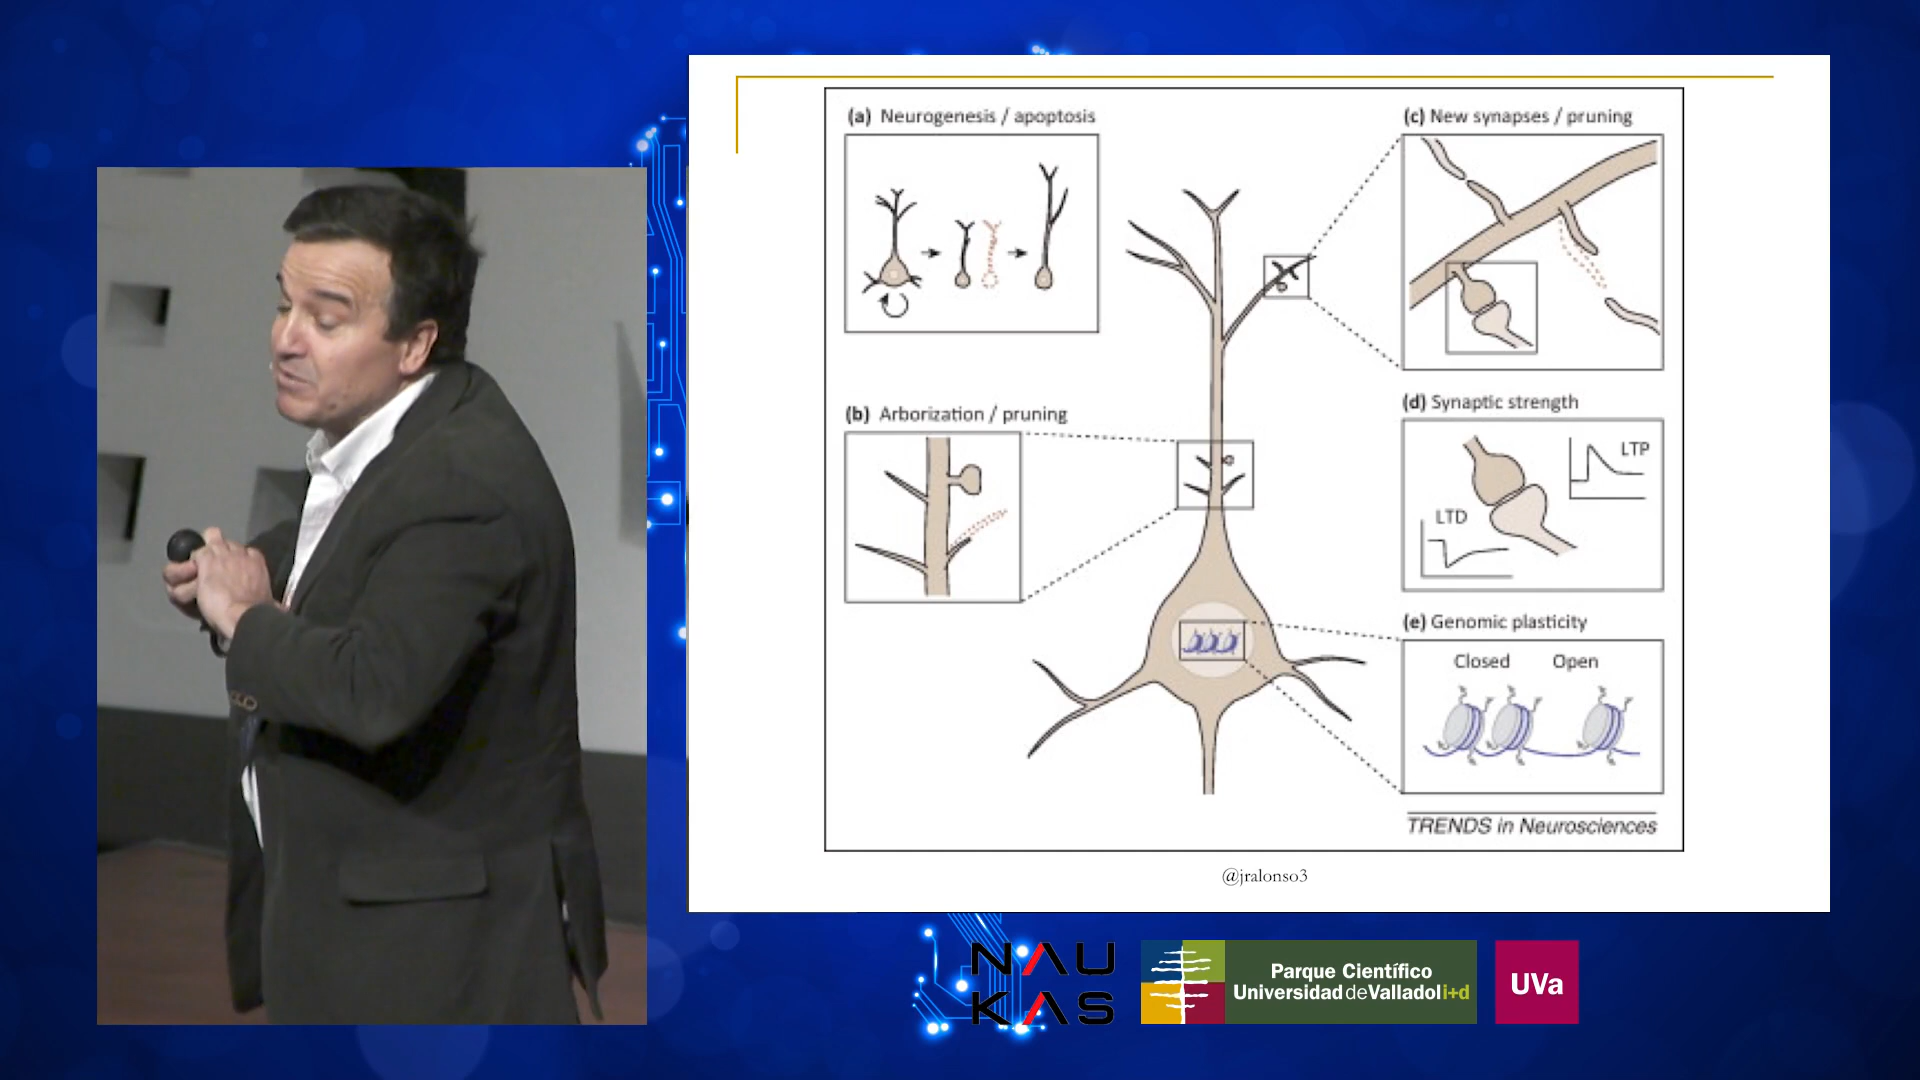 (a) Neurogenesis / apoptosis
(c) New synapses / pruning
(b) Arborization / pruning
(d) Synaptic strength
LTP
LTD
(e) Genomic plasticity
Closed Open
TRENDS in Neurosciences
@jralonso3
NAU
KAS
Parque Científico
Universidad de Valladoli+d
UVa